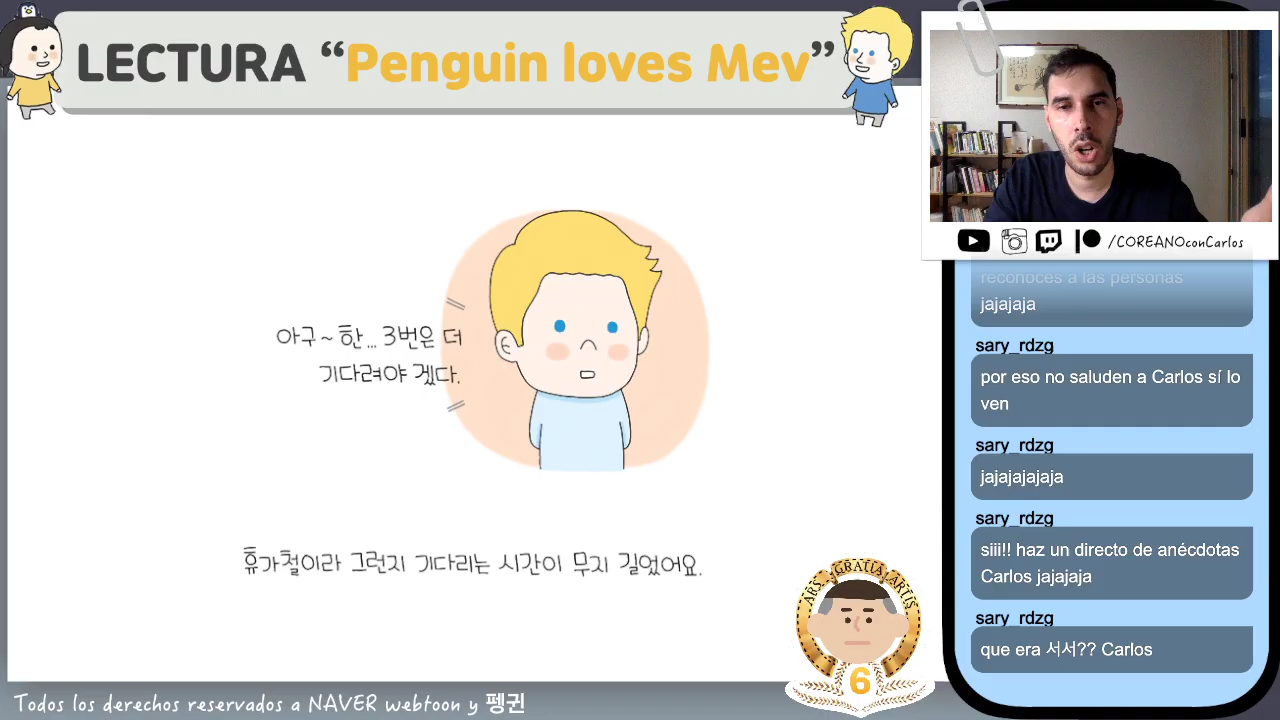 LECTURA “Penguin loves Mev”
아구~ 한... 3번은 더
기다려야 겠다.
휴가철이라 그런지 기다리는 시간이 무지 길었어요.
ARS GRATIA ARTIS
6
Todos los derechos reservados a NAVER webtoon y 펭귄
/COREANOconCarlos
reconoces a las personas
jajajaja
sary_rdzg
por eso no saluden a Carlos sí lo
ven
sary_rdzg
jajajajajaja
sary_rdzg
siii!! haz un directo de anécdotas
Carlos jajajaja
sary_rdzg
que era 서서?? Carlos